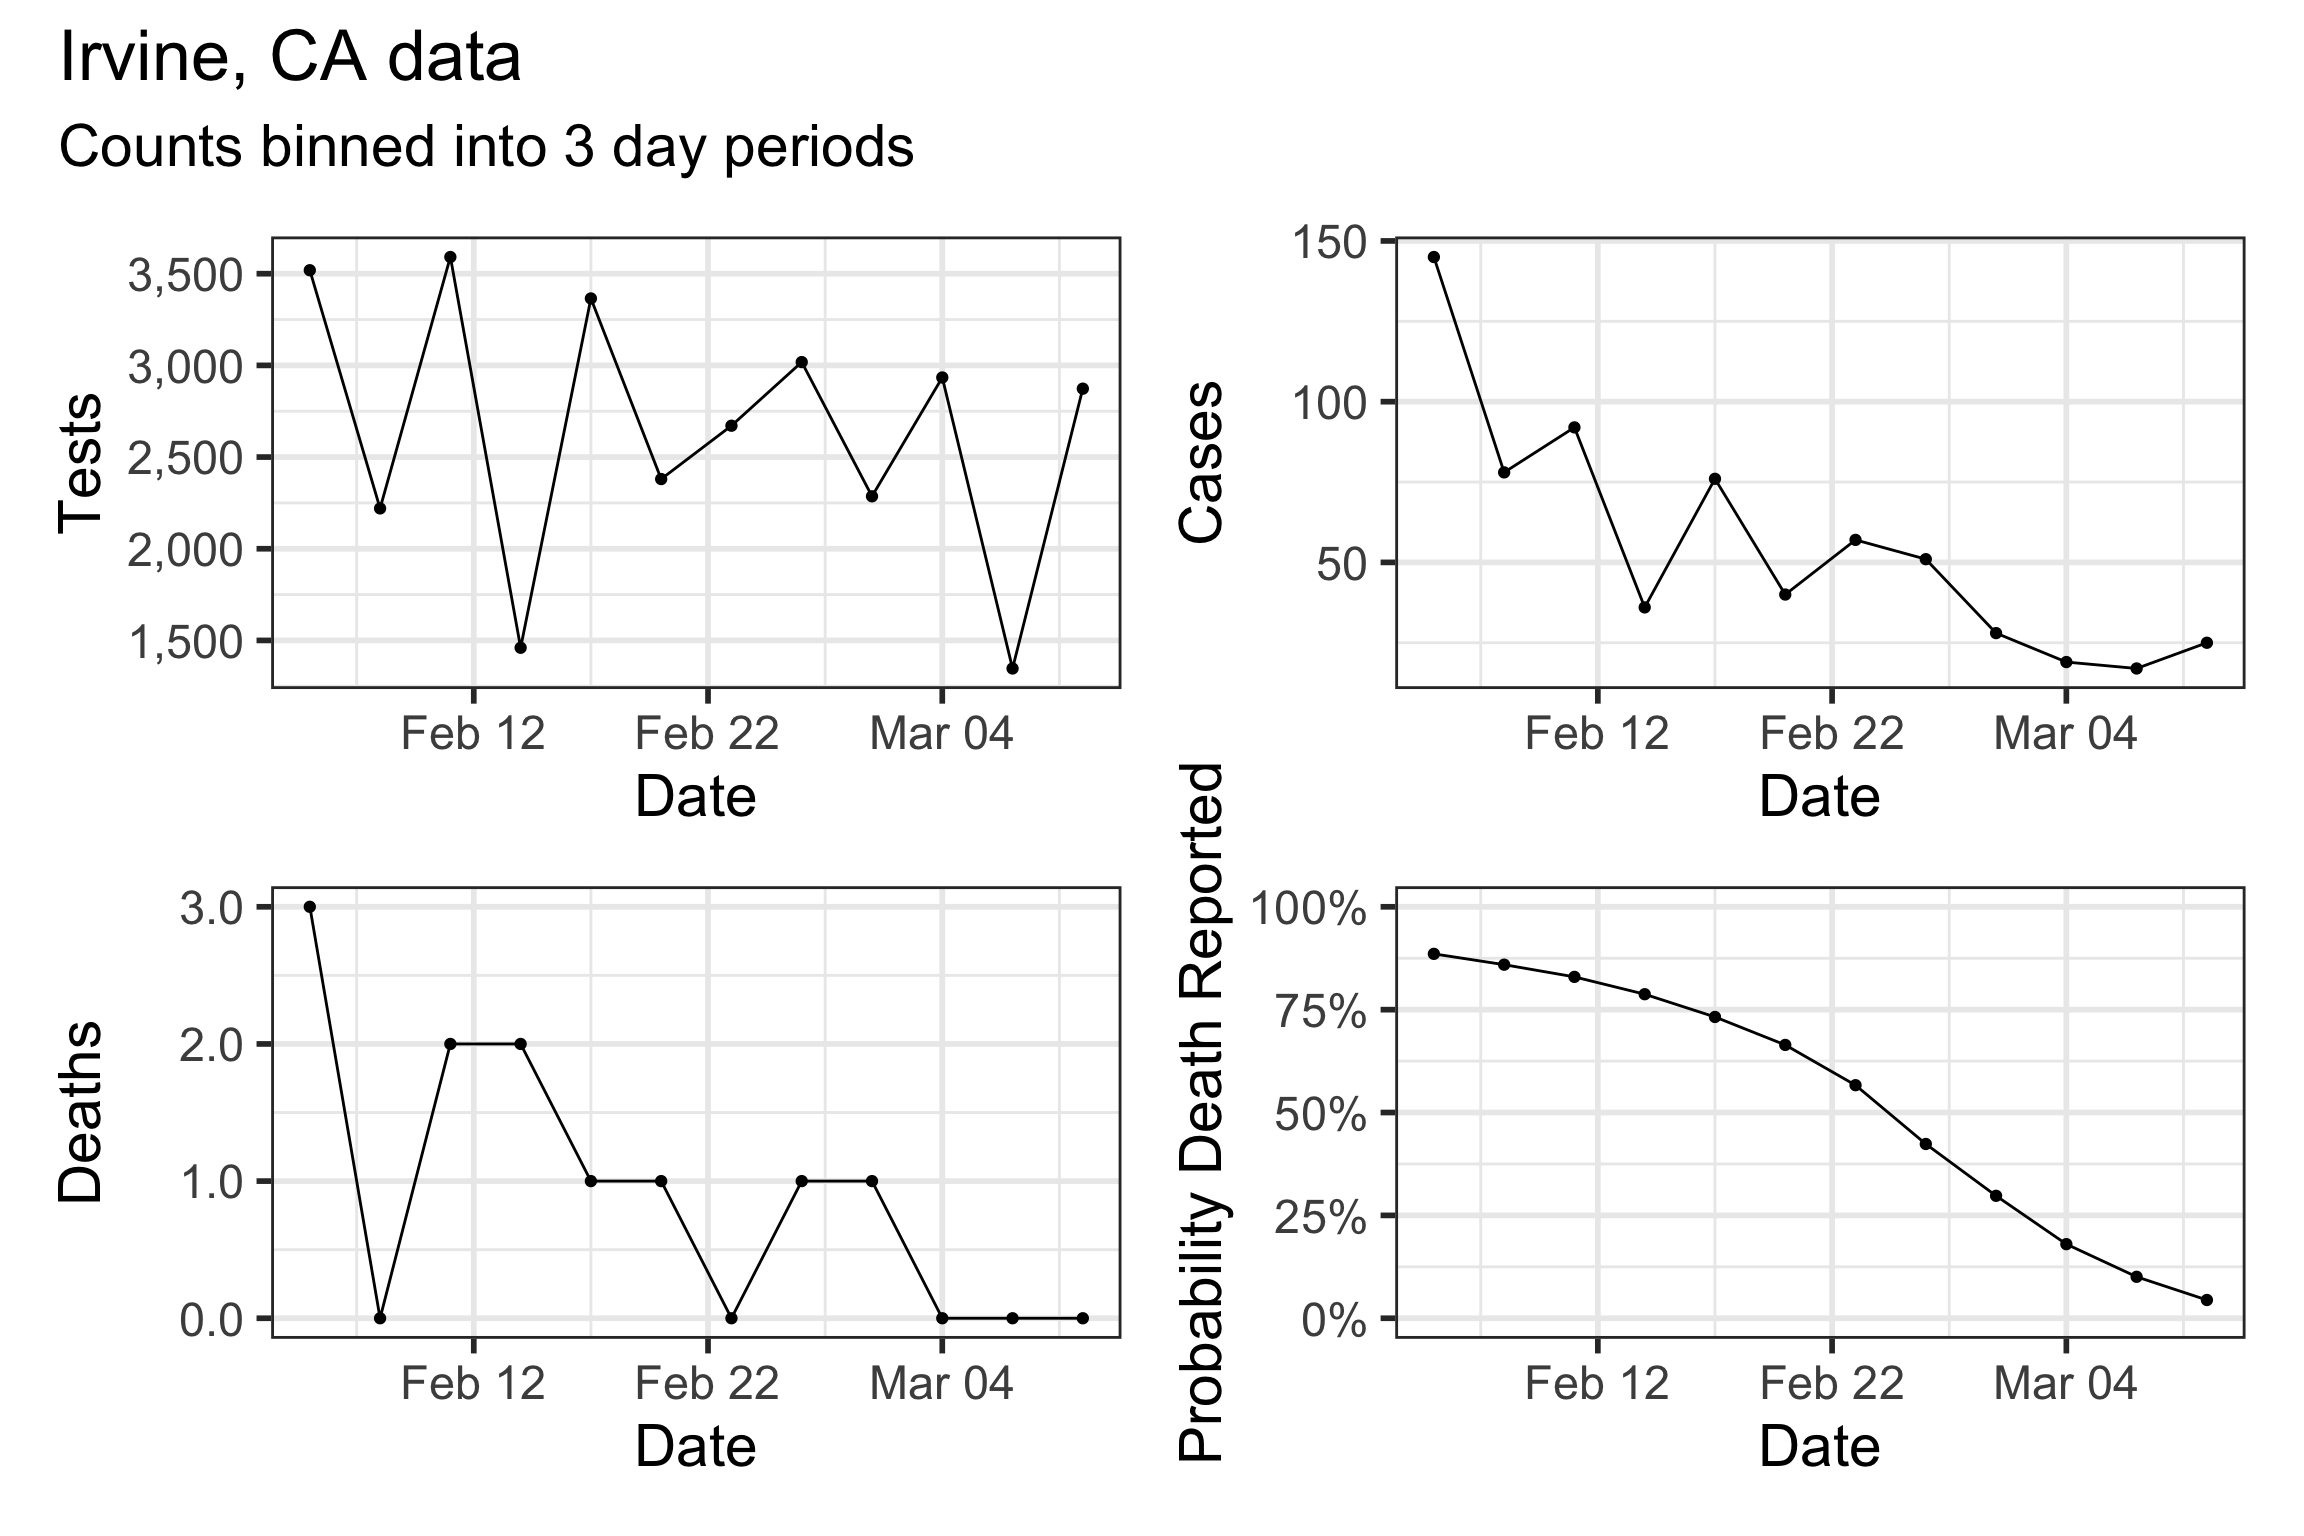 Irvine, CA data
Counts binned into 3 day periods
Tests
3,500
3,000
2,500
2,000
1,500
Feb 12 Feb 22 Mar 04
Date
Cases
150
100
50
Feb 12 Feb 22 Mar 04
Date
Deaths
3.0
2.0
1.0
0.0
Feb 12 Feb 22 Mar 04
Date
Probability Death Reported
100%
75%
50%
25%
0%
Feb 12 Feb 22 Mar 04
Date